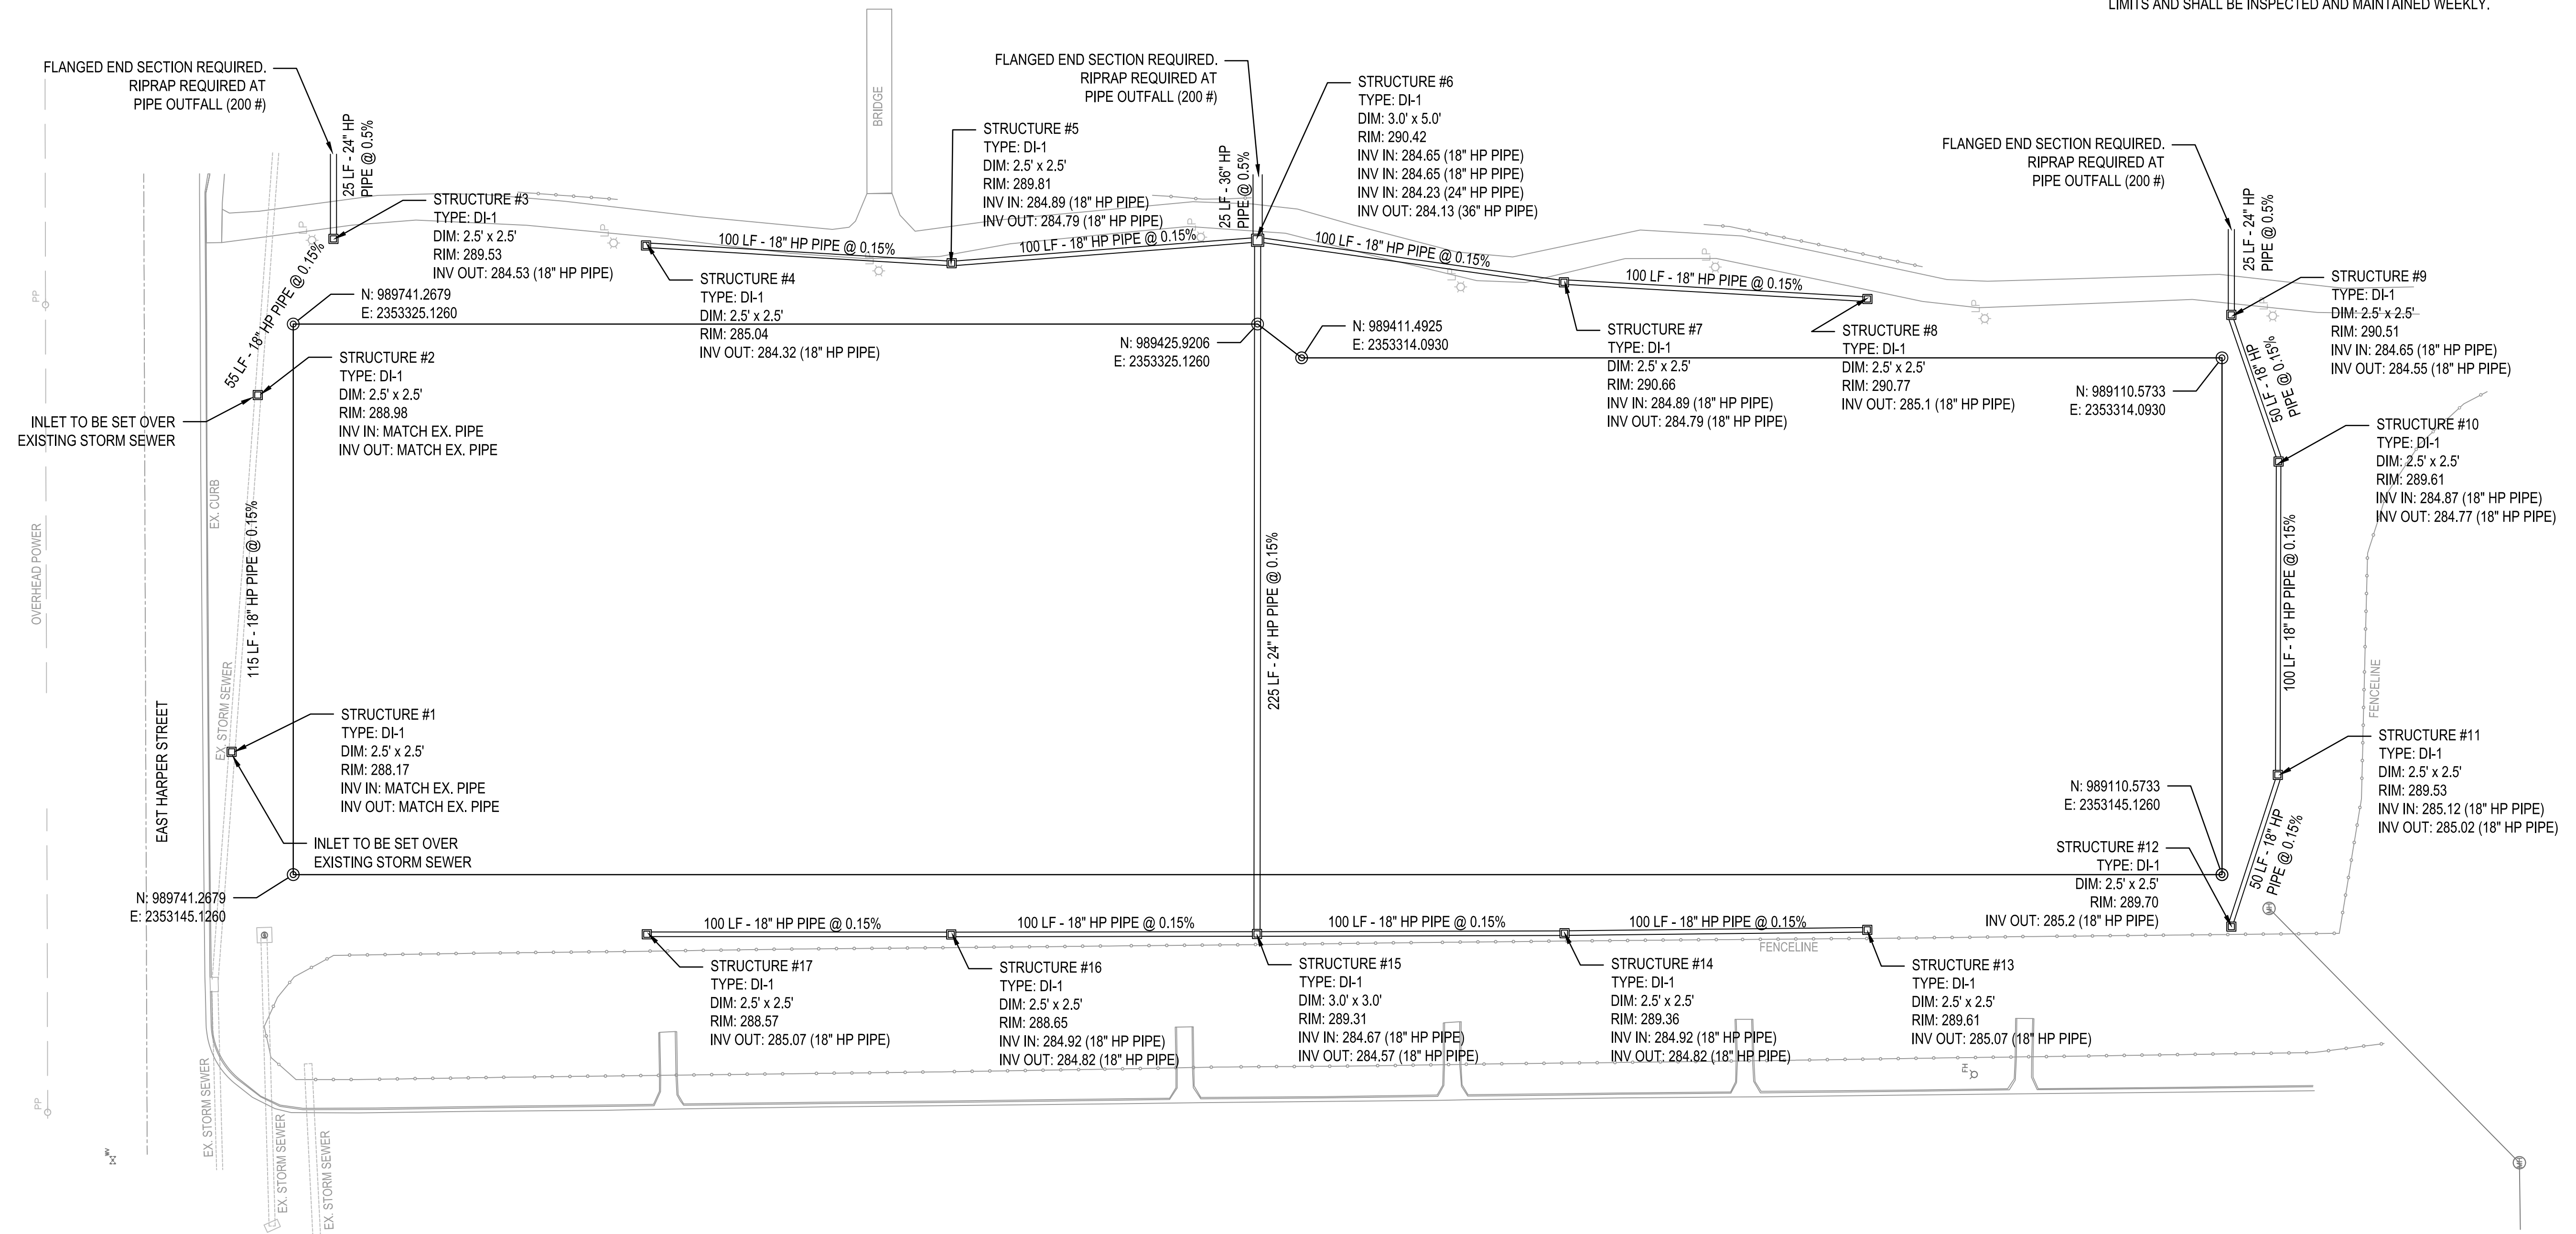 LIMITS AND SHALL BE INSPECTED AND MAINTAINED WEEKLY.
FLANGED END SECTION REQUIRED.
RIPRAP REQUIRED AT
PIPE OUTFALL (200 #)
25 LF - 24" HP
PIPE @ 0.5%
BRIDGE
FLANGED END SECTION REQUIRED.
RIPRAP REQUIRED AT
PIPE OUTFALL (200 #)
25 LF - 36" HP
PIPE @ 0.5%
STRUCTURE #6
TYPE: DI-1
DIM: 3.0' x 5.0'
RIM: 290.42
INV IN: 284.65 (18" HP PIPE)
INV IN: 284.65 (18" HP PIPE)
INV IN: 284.23 (24" HP PIPE)
INV OUT: 284.13 (36" HP PIPE)
STRUCTURE #5
TYPE: DI-1
DIM: 2.5' x 2.5'
RIM: 289.81
INV IN: 284.89 (18" HP PIPE)
INV OUT: 284.79 (18" HP PIPE)
FLANGED END SECTION REQUIRED.
RIPRAP REQUIRED AT
PIPE OUTFALL (200 #)
25 LF - 24" HP
PIPE @ 0.5%
STRUCTURE #3
TYPE: DI-1
DIM: 2.5' x 2.5'
RIM: 289.53
INV OUT: 284.53 (18" HP PIPE)
LP
LP
LP
LP
LP
LP
LP
100 LF - 18" HP PIPE @ 0.15%
100 LF - 18" HP PIPE @ 0.15%
100 LF - 18" HP PIPE @ 0.15%
100 LF - 18" HP PIPE @ 0.15%
STRUCTURE #4
TYPE: DI-1
DIM: 2.5' x 2.5'
RIM: 285.04
INV OUT: 284.32 (18" HP PIPE)
55 LF - 18" HP PIPE @ 0.15%
N: 989741.2679
E: 2353325.1260
N: 989425.9206
E: 2353325.1260
N: 989411.4925
E: 2353314.0930
STRUCTURE #7
TYPE: DI-1
DIM: 2.5' x 2.5'
RIM: 290.66
INV IN: 284.89 (18" HP PIPE)
INV OUT: 284.79 (18" HP PIPE)
STRUCTURE #8
TYPE: DI-1
DIM: 2.5' x 2.5'
RIM: 290.77
INV OUT: 285.1 (18" HP PIPE)
N: 989110.5733
E: 2353314.0930
STRUCTURE #9
TYPE: DI-1
DIM: 2.5' x 2.5'
RIM: 290.51
INV IN: 284.65 (18" HP PIPE)
INV OUT: 284.55 (18" HP PIPE)
50 LF - 18" HP
PIPE @ 0.15%
STRUCTURE #10
TYPE: DI-1
DIM: 2.5' x 2.5'
RIM: 289.61
INV IN: 284.87 (18" HP PIPE)
INV OUT: 284.77 (18" HP PIPE)
PP
STRUCTURE #2
TYPE: DI-1
DIM: 2.5' x 2.5'
RIM: 288.98
INV IN: MATCH EX. PIPE
INV OUT: MATCH EX. PIPE
INLET TO BE SET OVER
EXISTING STORM SEWER
OVERHEAD POWER
EX. CURB
115 LF - 18" HP PIPE @ 0.15%
EX. STORM SEWER
EAST HARPER STREET
225 LF - 24" HP PIPE @ 0.15%
100 LF - 18" HP PIPE @ 0.15%
FENCELINE
STRUCTURE #1
TYPE: DI-1
DIM: 2.5' x 2.5'
RIM: 288.17
INV IN: MATCH EX. PIPE
INV OUT: MATCH EX. PIPE
INLET TO BE SET OVER
EXISTING STORM SEWER
N: 989741.2679
E: 2353145.1260
N: 989110.5733
E: 2353145.1260
STRUCTURE #11
TYPE: DI-1
DIM: 2.5' x 2.5'
RIM: 289.53
INV IN: 285.12 (18" HP PIPE)
INV OUT: 285.02 (18" HP PIPE)
STRUCTURE #12
TYPE: DI-1
DIM: 2.5' x 2.5'
RIM: 289.70
INV OUT: 285.2 (18" HP PIPE)
50 LF - 18" HP
PIPE @ 0.15%
100 LF - 18" HP PIPE @ 0.15%
100 LF - 18" HP PIPE @ 0.15%
100 LF - 18" HP PIPE @ 0.15%
100 LF - 18" HP PIPE @ 0.15%
FENCELINE
STRUCTURE #17
TYPE: DI-1
DIM: 2.5' x 2.5'
RIM: 288.57
INV OUT: 285.07 (18" HP PIPE)
STRUCTURE #16
TYPE: DI-1
DIM: 2.5' x 2.5'
RIM: 288.65
INV IN: 284.92 (18" HP PIPE)
INV OUT: 284.82 (18" HP PIPE)
STRUCTURE #15
TYPE: DI-1
DIM: 3.0' x 3.0'
RIM: 289.31
INV IN: 284.67 (18" HP PIPE)
INV OUT: 284.57 (18" HP PIPE)
STRUCTURE #14
TYPE: DI-1
DIM: 2.5' x 2.5'
RIM: 289.36
INV IN: 284.92 (18" HP PIPE)
INV OUT: 284.82 (18" HP PIPE)
STRUCTURE #13
TYPE: DI-1
DIM: 2.5' x 2.5'
RIM: 289.61
INV OUT: 285.07 (18" HP PIPE)
FH
PP
WV
EX. STORM SEWER
EX. STORM SEWER
EX. STORM SEWER